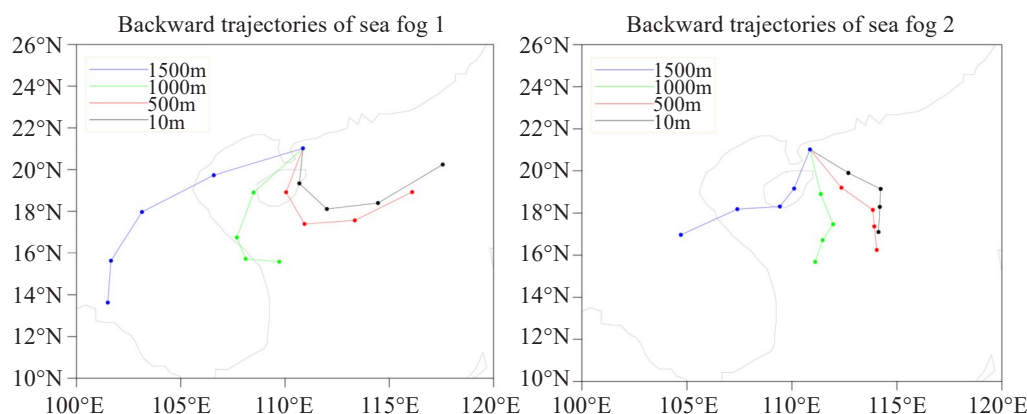 Backward trajectories of sea fog 1
26°N
24°N
22°N
20°N
18°N
16°N
14°N
12°N
10°N
1500m
1000m
500m
10m
100°E
105°E
110°E
115°E
120°E
Backward trajectories of sea fog 2
26°N
24°N
22°N
20°N
18°N
16°N
14°N
12°N
10°N
1500m
1000m
500m
10m
100°E
105°E
110°E
115°E
120°E